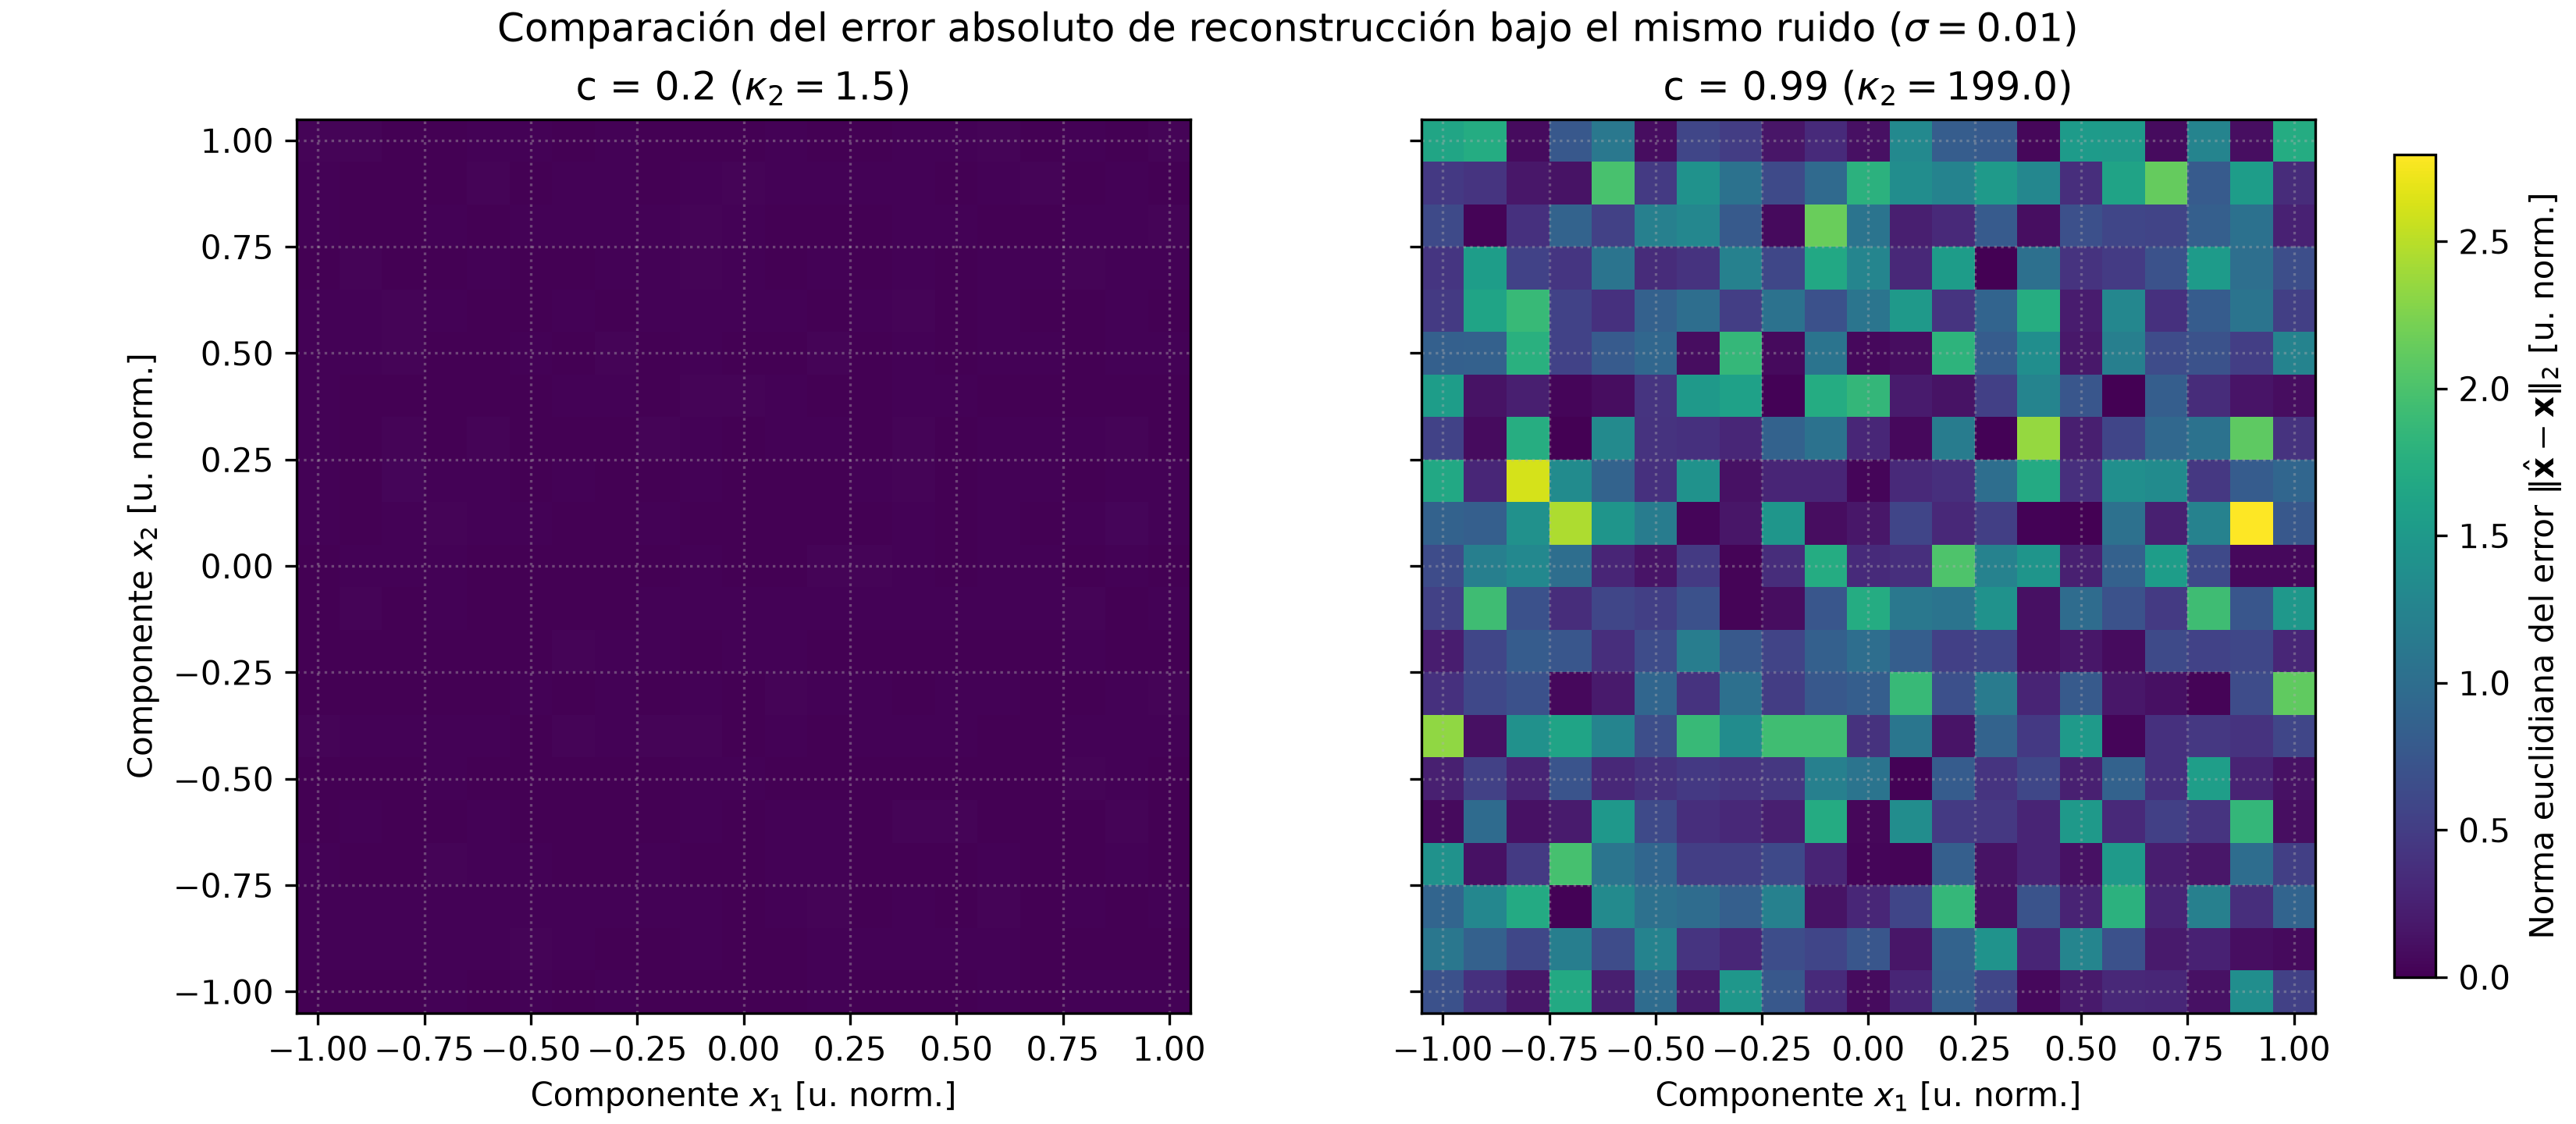 Comparación del error absoluto de reconstrucción bajo el mismo ruido (σ = 0.01)
c = 0.2 (κ₂ = 1.5)
c = 0.99 (κ₂ = 199.0)
1.00
0.75
0.50
0.25
0.00
−0.25
−0.50
−0.75
−1.00
Componente x₂ [u. norm.]
−1.00 −0.75 −0.50 −0.25 0.00 0.25 0.50 0.75 1.00
Componente x₁ [u. norm.]
−1.00 −0.75 −0.50 −0.25 0.00 0.25 0.50 0.75 1.00
Componente x₁ [u. norm.]
2.5
2.0
1.5
1.0
0.5
0.0
Norma euclidiana del error ‖x̂ − x‖₂ [u. norm.]